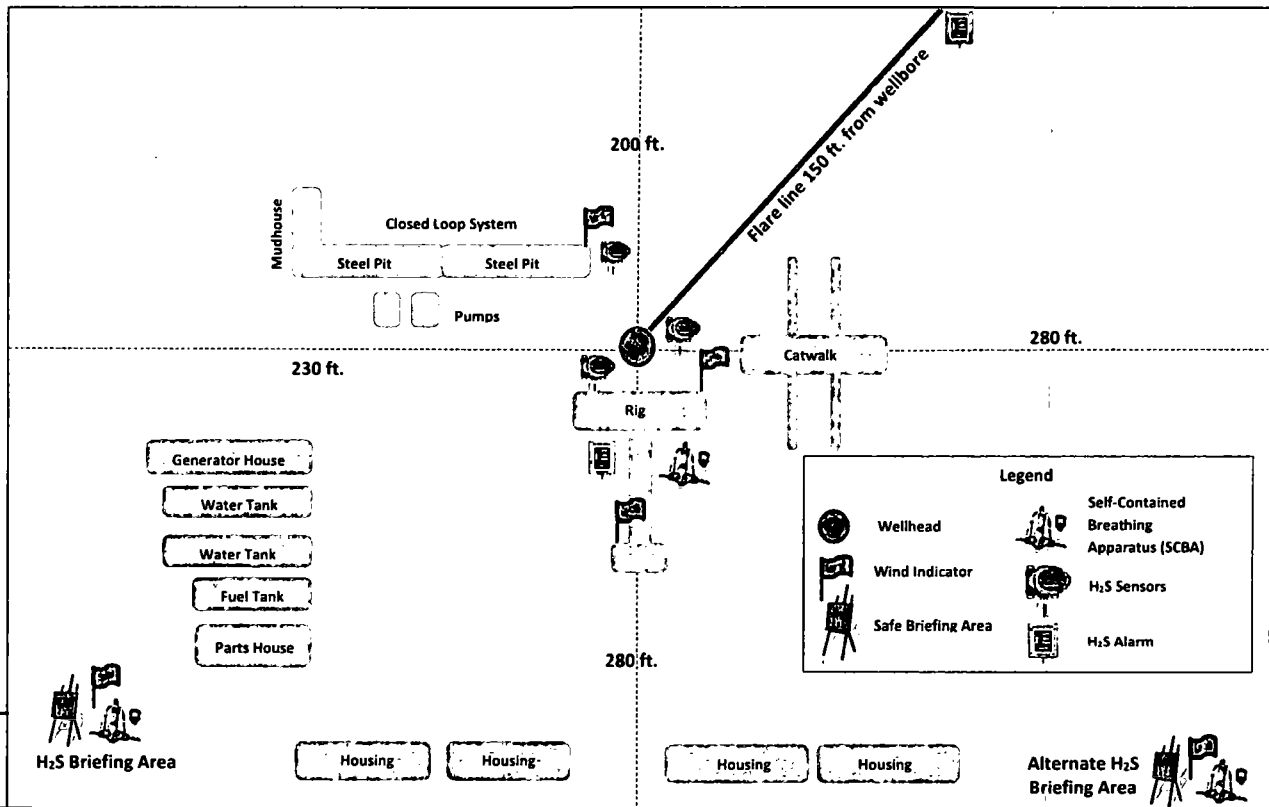 200 ft.
Flare line 150 ft. from wellbore
Mudhouse
Closed Loop System
Steel Pit
Steel Pit
Pumps
230 ft.
280 ft.
Catwalk
Rig
Generator House
Water Tank
Water Tank
Fuel Tank
Parts House
280 ft.
Legend
Wellhead
Wind Indicator
Safe Briefing Area
Self-Contained
Breathing
Apparatus (SCBA)
H₂S Sensors
H₂S Alarm
H₂S Briefing Area
Housing
Housing
Housing
Housing
Alternate H₂S
Briefing Area